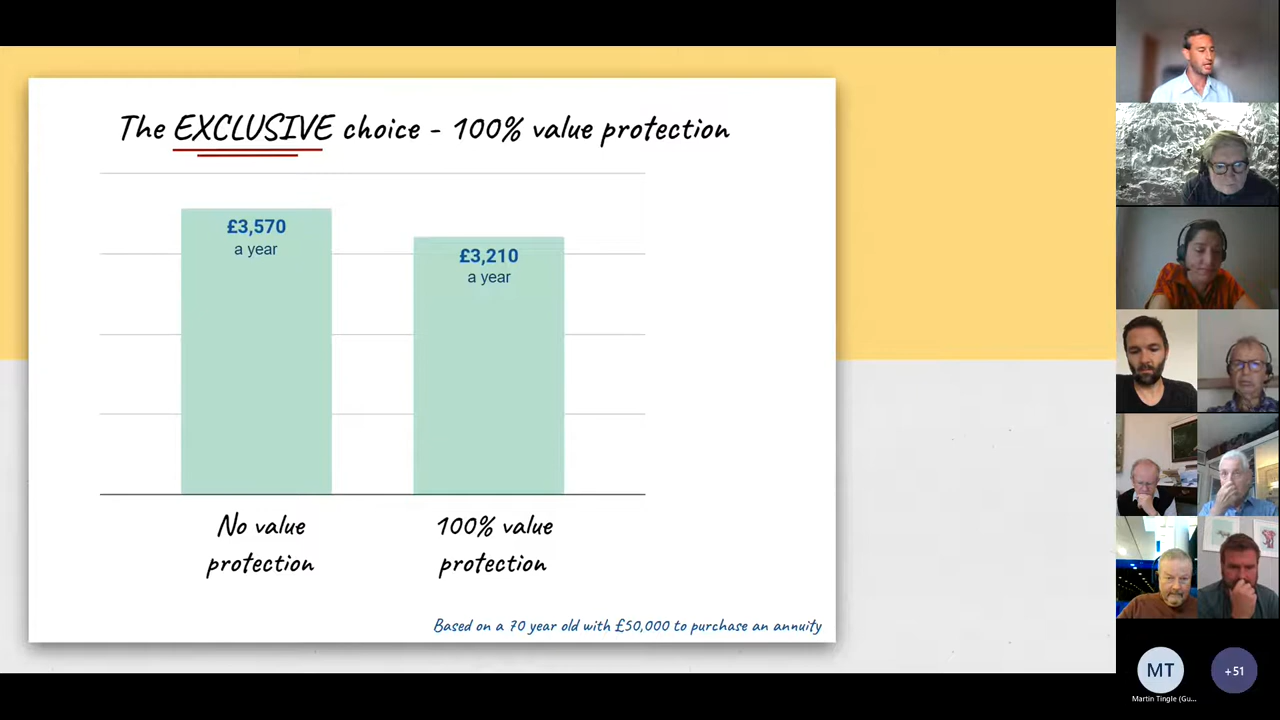 The EXCLUSIVE choice - 100% value protection
£3,570
a year
£3,210
a year
No value
protection
100% value
protection
Based on a 70 year old with £50,000 to purchase an annuity
MT
+51
Martin Tingle (Gu...